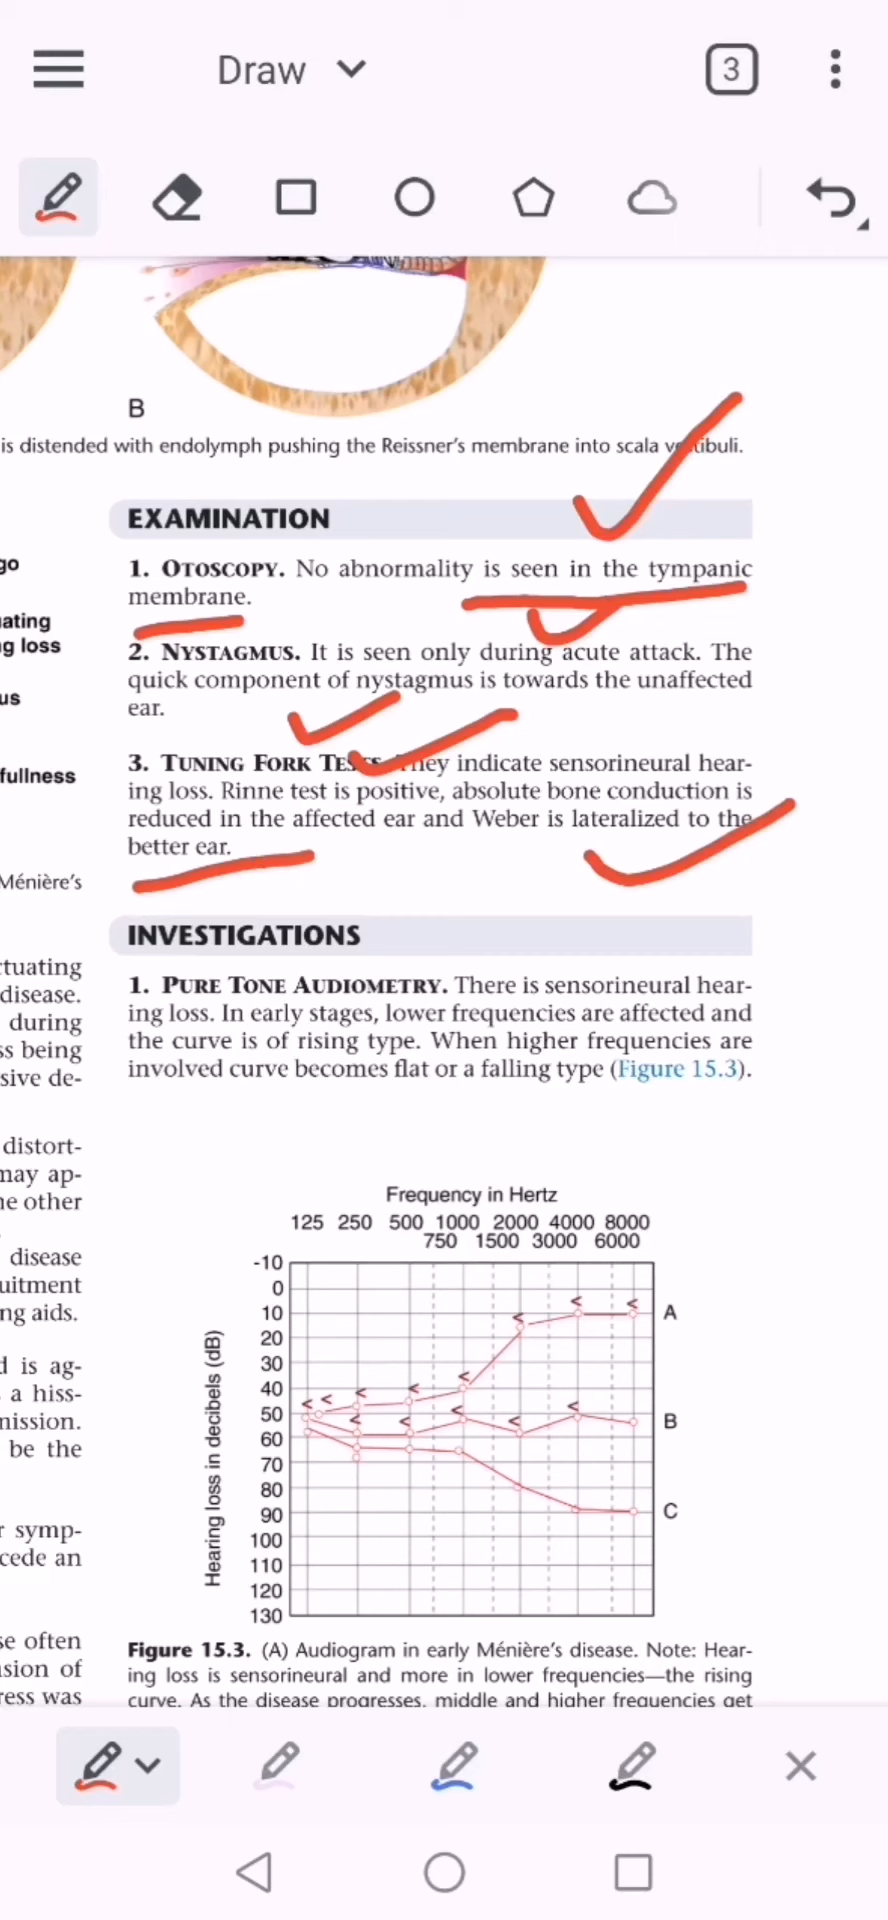 Draw
3
B
is distended with endolymph pushing the Reissner's membrane into scala vestibuli.
go
ating
g loss
us
fullness
Ménière's
ctuating
disease.
during
ss being
sive de-
distort-
may ap-
ne other
disease
uitment
ng aids.
d is ag-
a hiss-
mission.
be the
r symp-
cede an
se often
sion of
ress was
EXAMINATION
1. OTOSCOPY. No abnormality is seen in the tympanic
membrane.
2. NYSTAGMUS. It is seen only during acute attack. The
quick component of nystagmus is towards the unaffected
ear.
3. TUNING FORK TESTS. They indicate sensorineural hear-
ing loss. Rinne test is positive, absolute bone conduction is
reduced in the affected ear and Weber is lateralized to the
better ear.
INVESTIGATIONS
1. PURE TONE AUDIOMETRY. There is sensorineural hear-
ing loss. In early stages, lower frequencies are affected and
the curve is of rising type. When higher frequencies are
involved curve becomes flat or a falling type (Figure 15.3).
Frequency in Hertz
125 250 500 1000 2000 4000 8000
750 1500 3000 6000
Hearing loss in decibels (dB)
-10
0
10
20
30
40
50
60
70
80
90
100
110
120
130
A
B
C
Figure 15.3. (A) Audiogram in early Ménière's disease. Note: Hear-
ing loss is sensorineural and more in lower frequencies—the rising
curve. As the disease progresses, middle and higher frequencies get